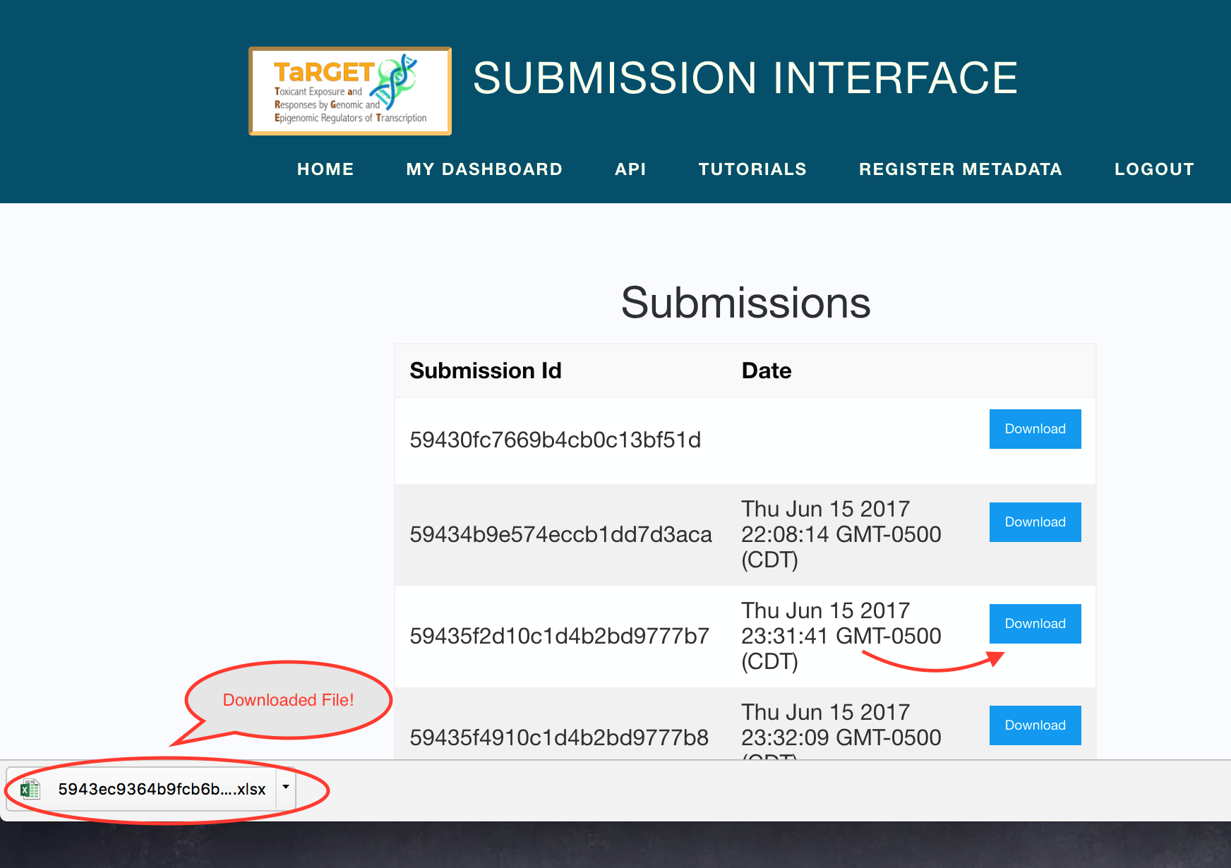 TaRGET
Toxicant Exposure and
Responses by Genomic and
Epigenomic Regulators of Transcription
SUBMISSION INTERFACE
HOME MY DASHBOARD API TUTORIALS REGISTER METADATA LOGOUT
Submissions
Submission Id Date
59430fc7669b4cb0c13bf51d Download
Thu Jun 15 2017
59434b9e574eccb1dd7d3aca 22:08:14 GMT-0500 Download
(CDT)
Thu Jun 15 2017
59435f2d10c1d4b2bd9777b7 23:31:41 GMT-0500 Download
(CDT)
Downloaded File!
Thu Jun 15 2017
59435f4910c1d4b2bd9777b8 23:32:09 GMT-0500 Download
(CDT)
5943ec9364b9fcb6b....xlsx